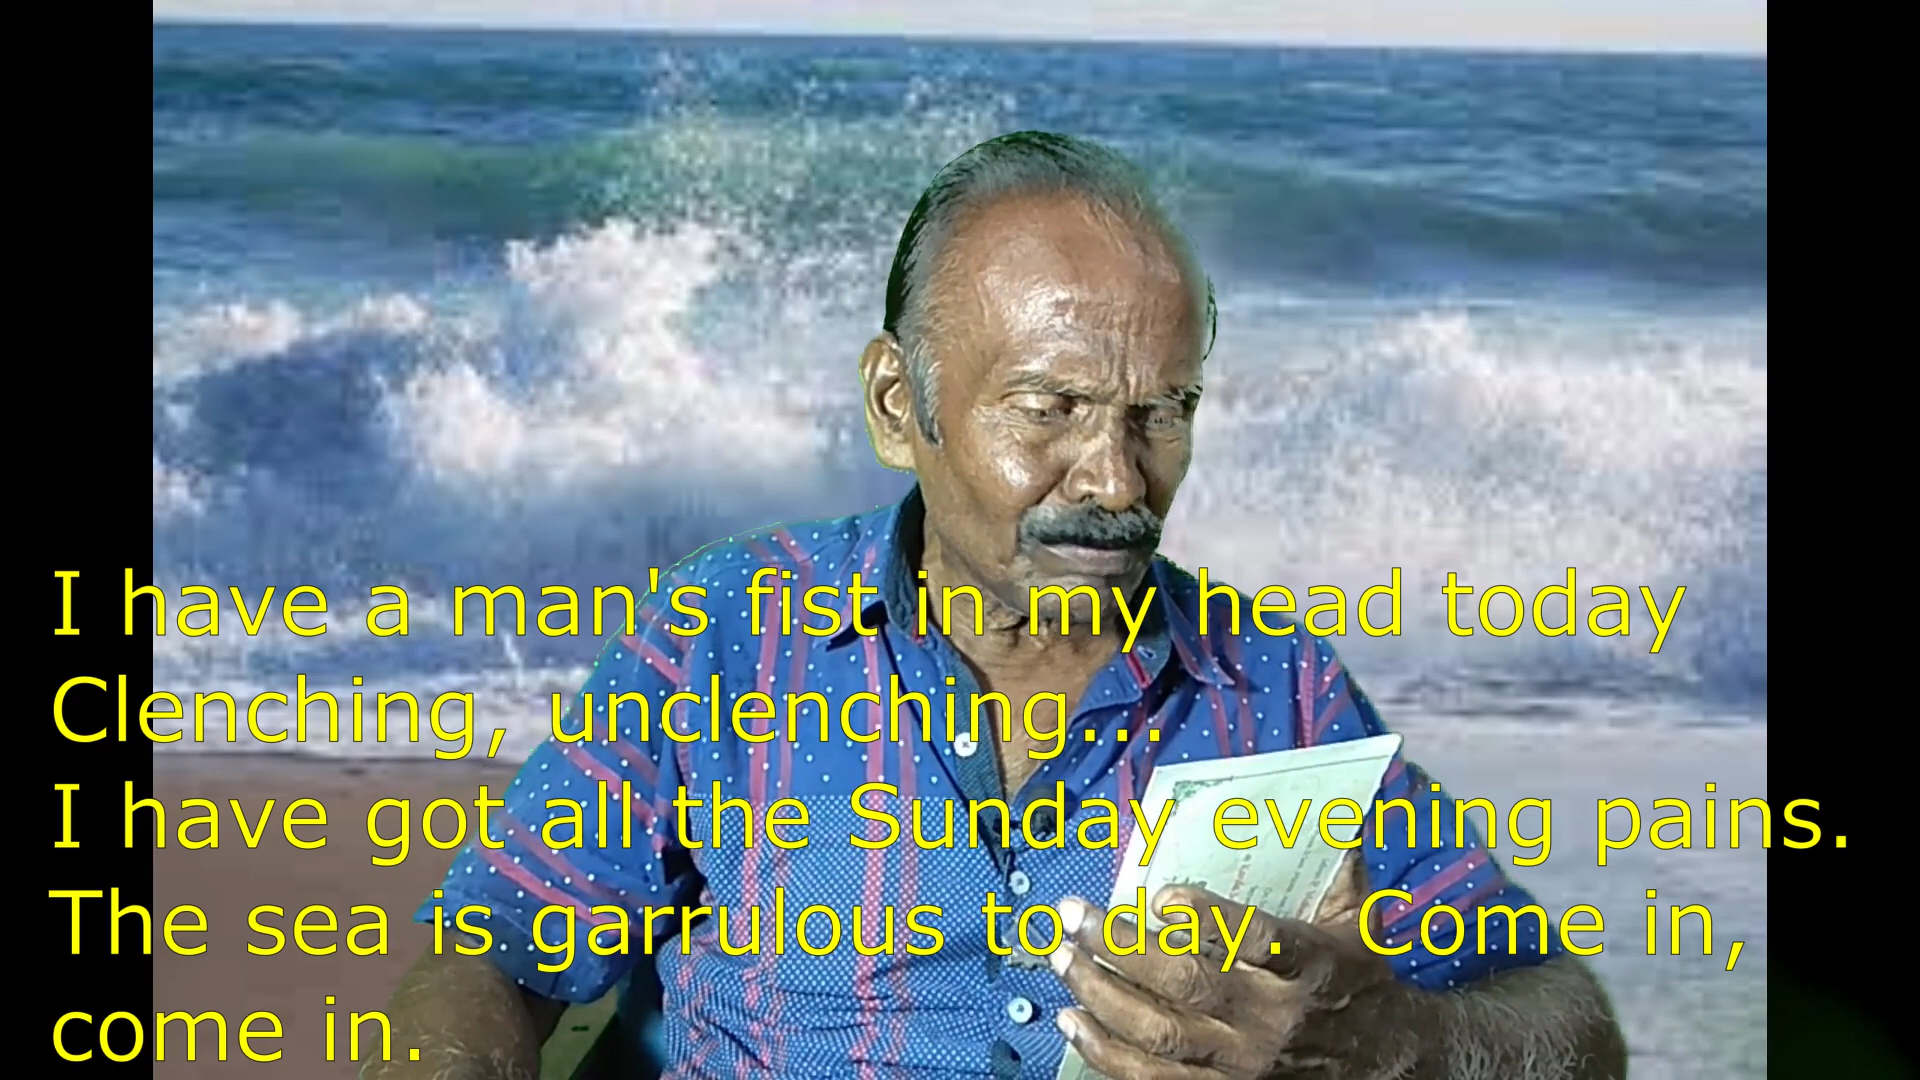 I have a man's fist in my head today
Clenching, unclenching...
I have got all the Sunday evening pains.
The sea is garrulous to day.  Come in,
come in.